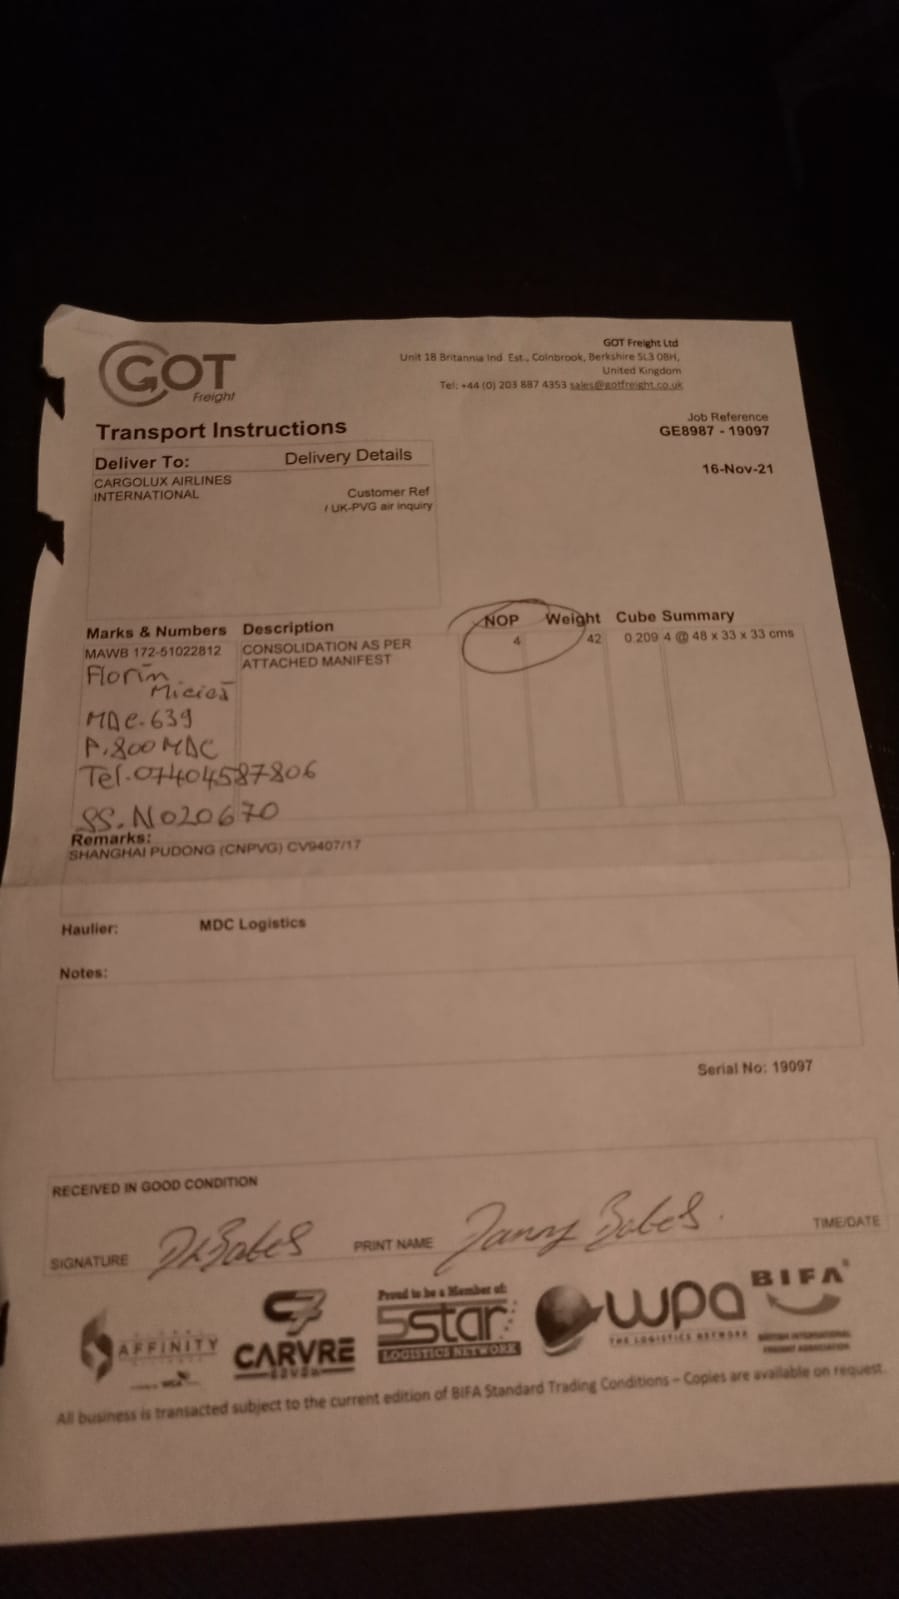 GOT
Freight
GOT Freight Ltd
Unit 18 Britannia Ind Est., Colnbrook, Berkshire SL3 08H,
United Kingdom
Tel: +44 (0) 203 887 4353 sales@gotfreight.co.uk
Transport Instructions
Job Reference
GE8987 - 19097
16-Nov-21
Deliver To: Delivery Details
CARGOLUX AIRLINES
INTERNATIONAL
Customer Ref
/ UK-PVG air inquiry
Marks & Numbers Description NOP Weight Cube Summary
MAWB 172-51022812 CONSOLIDATION AS PER 4 42 0.209 4 @ 48 x 33 x 33 cms
ATTACHED MANIFEST
Florin
MDC.639
P.800 MDC
Tel.07404587806
SS.NO20670
Remarks:
SHANGHAI PUDONG (CNPVG) CV9407/17
Haulier: MDC Logistics
Notes:
Serial No: 19097
RECEIVED IN GOOD CONDITION
SIGNATURE PRINT NAME Danny Bates. TIME/DATE
AFFINITY
CARVRE
SEVEN
Proud to be a Member of:
5star
LOGISTICS NETWORK
wpa
THE LOGISTICS NETWORK
BIFA
BRITISH INTERNATIONAL
FREIGHT ASSOCIATION
All business is transacted subject to the current edition of BIFA Standard Trading Conditions – Copies are available on request.